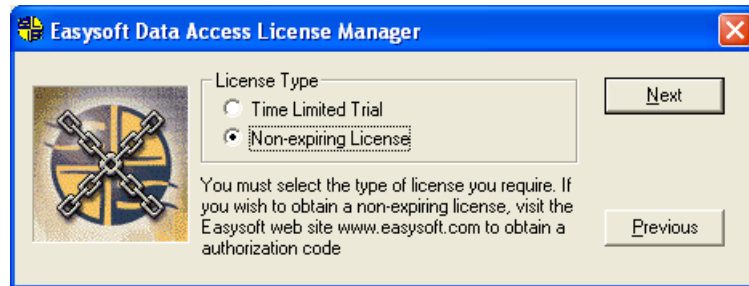 Easysoft Data Access License Manager
License Type
Time Limited Trial
Non-expiring License
Next
You must select the type of license you require. If
you wish to obtain a non-expiring license, visit the
Easysoft web site www.easysoft.com to obtain a
authorization code
Previous